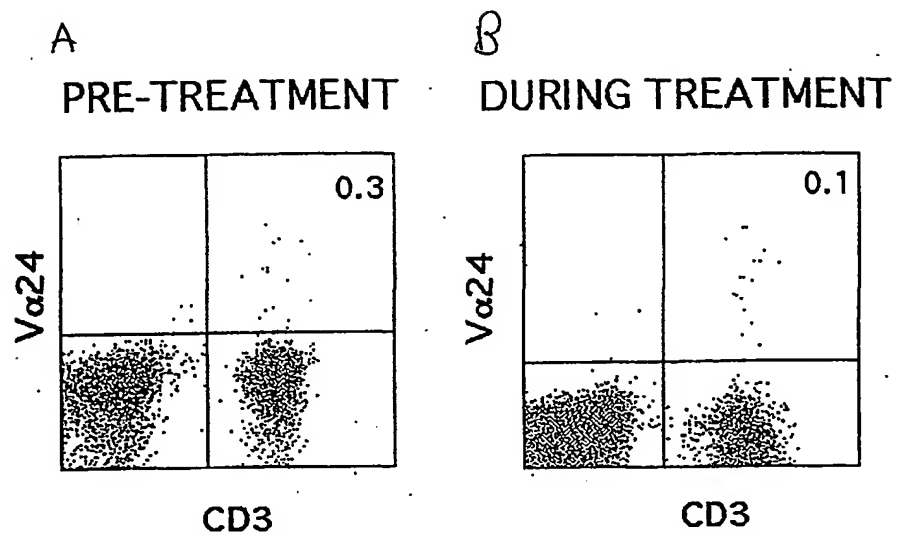 A
PRE-TREATMENT
0.3
Vα24
CD3
B
DURING TREATMENT
0.1
Vα24
CD3